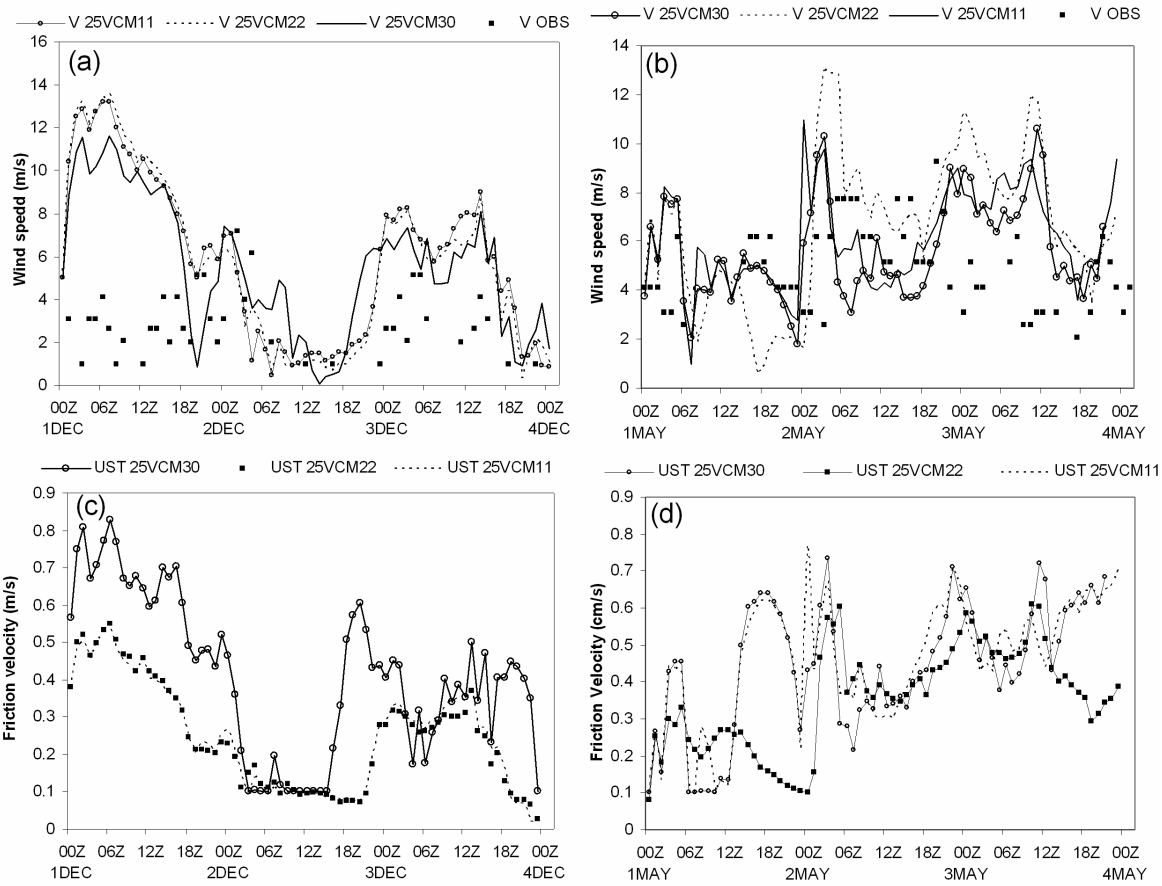 V 25VCM11 V 25VCM22 V 25VCM30 V OBS
(a)
Wind spedd (m/s)
16
14
12
10
8
6
4
2
0
00Z 06Z 12Z 18Z 00Z 06Z 12Z 18Z 00Z 06Z 12Z 18Z 00Z
1DEC 2DEC 3DEC 4DEC
V 25VCM30 V 25VCM22 V 25VCM11 V OBS
(b)
Wind speed (m/s)
14
12
10
8
6
4
2
0
00Z 06Z 12Z 18Z 00Z 06Z 12Z 18Z 00Z 06Z 12Z 18Z 00Z
1MAY 2MAY 3MAY 4MAY
UST 25VCM30 UST 25VCM22 UST 25VCM11
(c)
Friction velocity (m/s)
0.9
0.8
0.7
0.6
0.5
0.4
0.3
0.2
0.1
0
00Z 06Z 12Z 18Z 00Z 06Z 12Z 18Z 00Z 06Z 12Z 18Z 00Z
1DEC 2DEC 3DEC 4DEC
UST 25VCM30 UST 25VCM22 UST 25VCM11
(d)
Friction Velocity (cm/s)
0.9
0.8
0.7
0.6
0.5
0.4
0.3
0.2
0.1
0
00Z 06Z 12Z 18Z 00Z 06Z 12Z 18Z 00Z 06Z 12Z 18Z 00Z
1MAY 2MAY 3MAY 4MAY